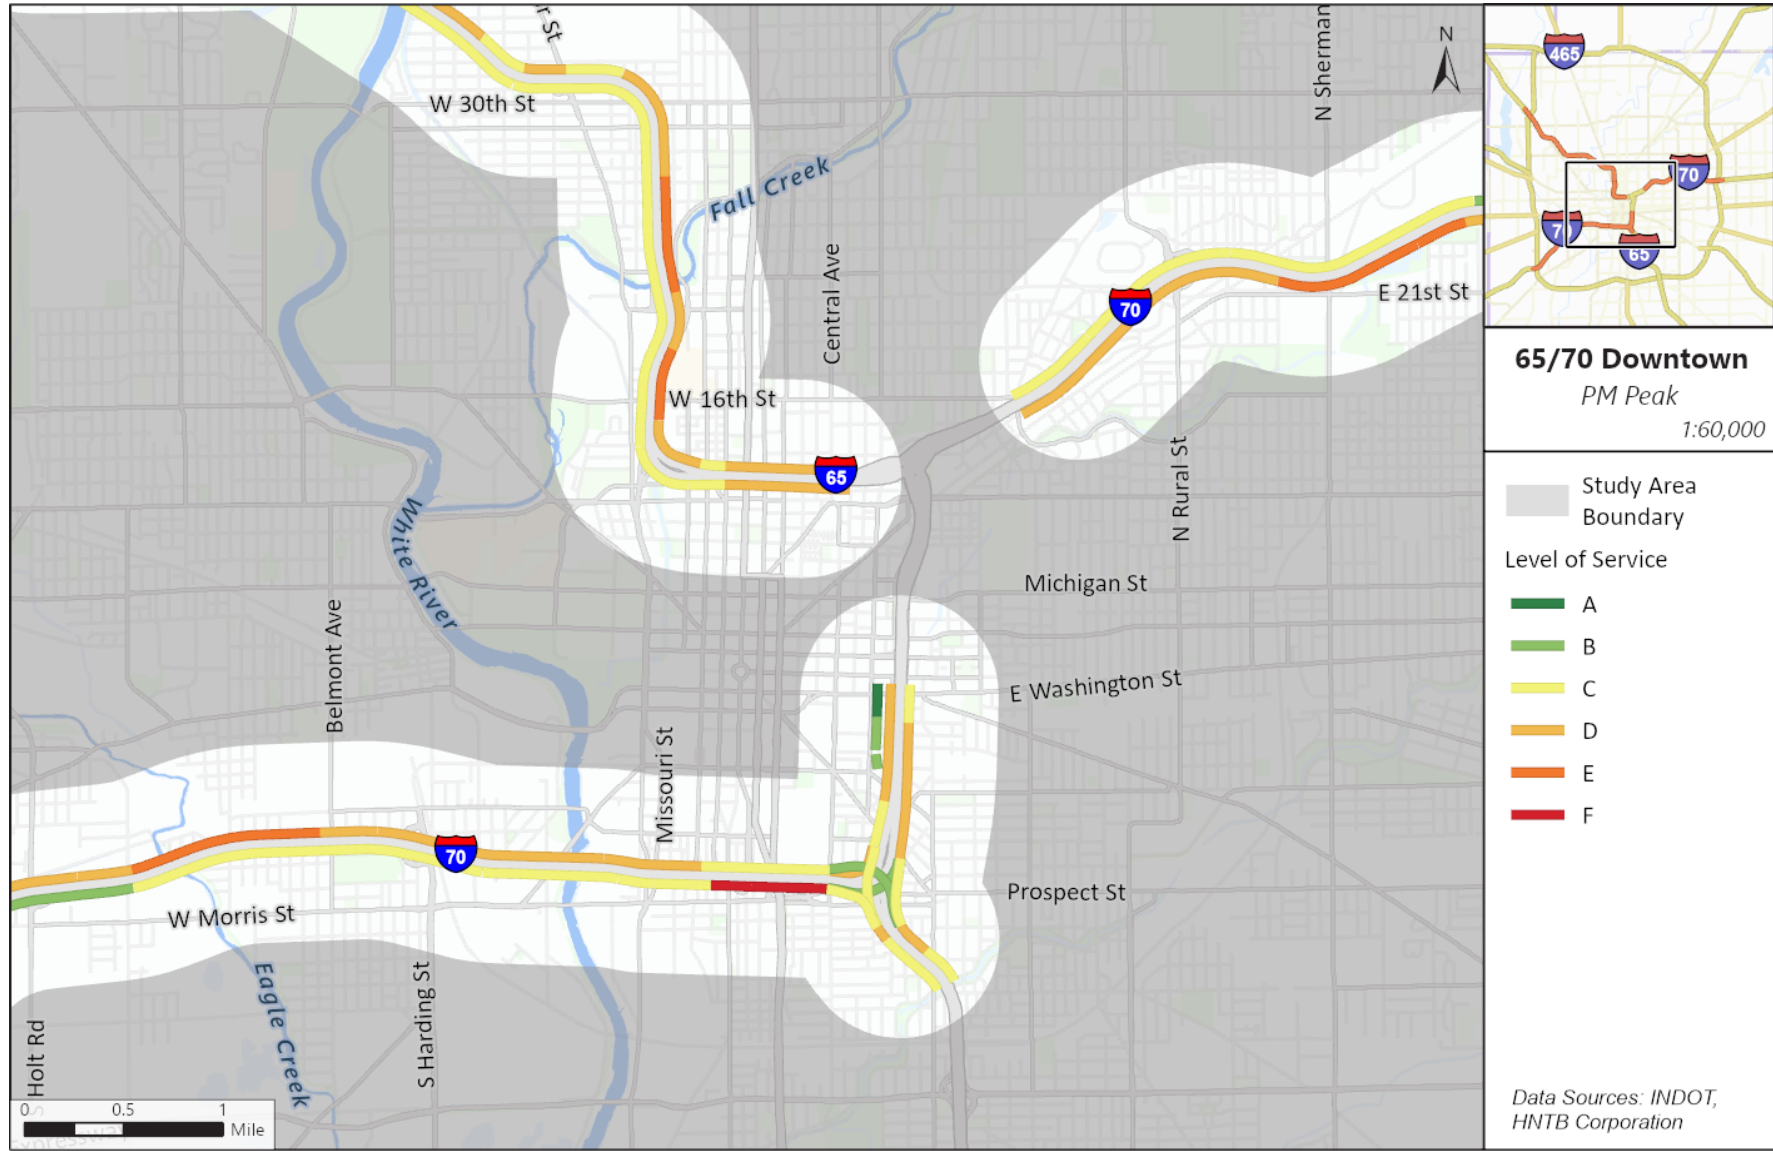 r St
N Sherman
N
W 30th St
Fall Creek
Central Ave
E 21st St
70
W 16th St
65
N Rural St
White River
Michigan St
Belmont Ave
E Washington St
Missouri St
70
Prospect St
W Morris St
Eagle Creek
S Harding St
S Holt Rd
0 0.5 1
Mile
Expressway
465
70
70
65
65/70 Downtown
PM Peak
1:60,000
Study Area
Boundary
Level of Service
A
B
C
D
E
F
Data Sources: INDOT,
HNTB Corporation